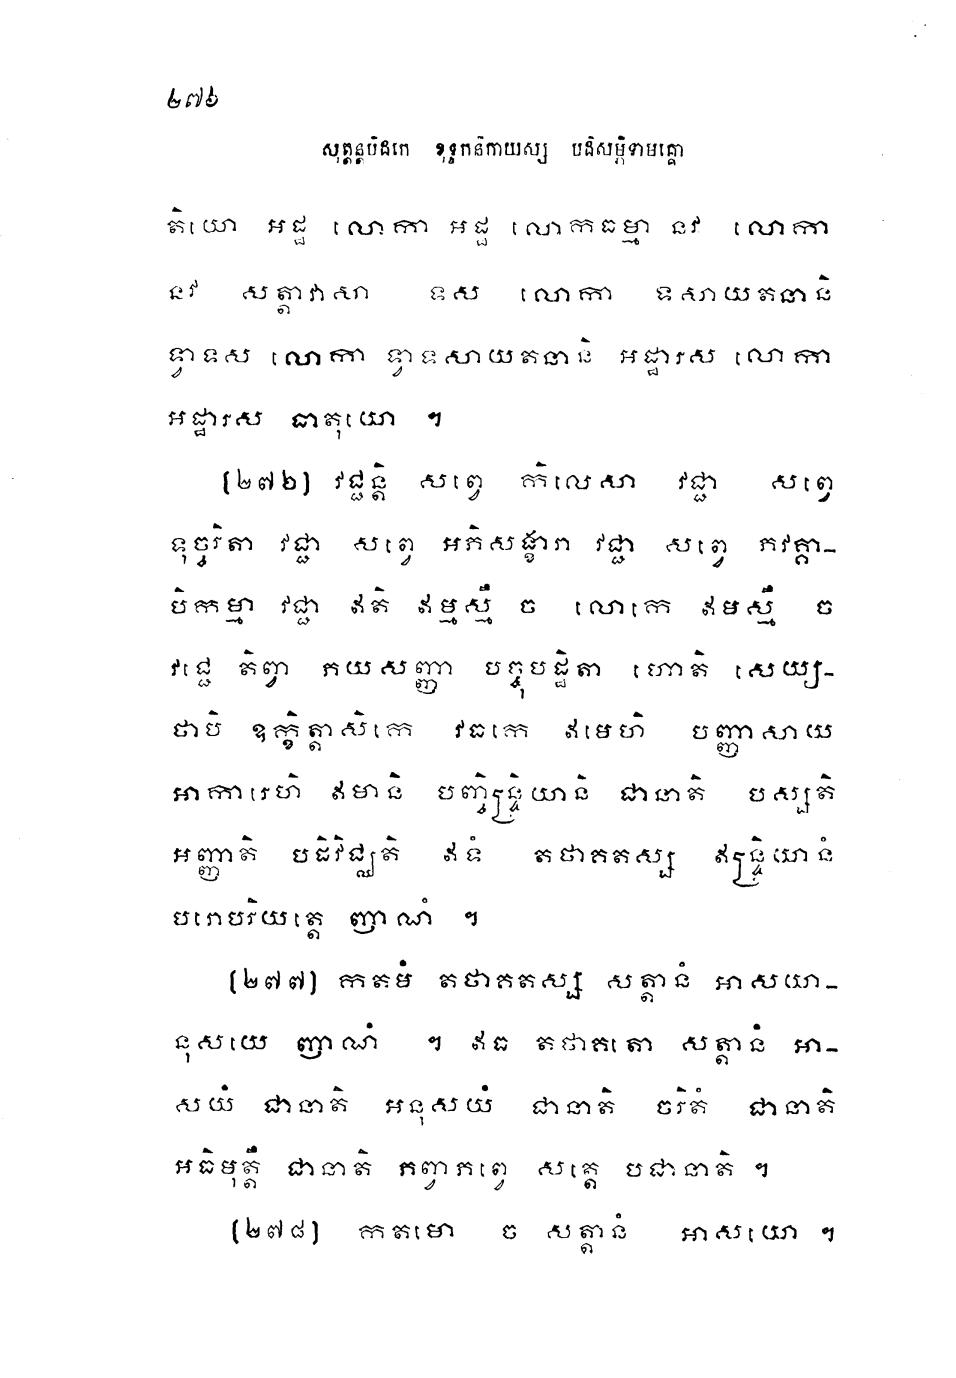 ២៧៦
សុត្តន្តបិដកេ ខុទ្ទកនិកាយស្ស បដិសម្ភិទាមគ្គោ
តិយោ អដ្ឋ លោកា អដ្ឋ លោកធម្មា នវ លោកា
នវ សត្តាវាសា ទស លោកា ទសាយតនានិ
ទ្វាទស លោកា ទ្វាទសាយតនានិ អដ្ឋារស លោកា
អដ្ឋារស ធាតុយោ ។
(២៧៦) វជ្ជន្តិ សព្វេ កិលេសា វជ្ជា សព្វេ
ទុច្ចរិតា វជ្ជា សព្វេ អភិសង្ខារា វជ្ជា សព្វេ ភវគ្គា-
បិកម្មា វជ្ជា ឥតិ ឥម្មស្មឹ ច លោកេ ឥមស្មឹ ច
វជ្ជេ តិព្វា ភយសញ្ញា បច្ចុបដ្ឋិតា ហោតិ សេយ្យ-
ថាបិ ឧក្ខិត្តាសិកេ វធកេ ឥមេហិ បញ្ញាសាយ
អាការេហិ ឥមានិ បញ្ចិន្ទ្រិយានិ ជានាតិ បស្សតិ
អញ្ញាតិ បដិវិជ្ឈតិ ឥទំ តថាគតស្ស ឥន្ទ្រិយានំ
បរោបរិយត្តេ ញាណំ ។
(២៧៧) កតមំ តថាគតស្ស សត្តានំ អាសយា-
នុសយេ ញាណំ ។ ឥធ តថាគតោ សត្តានំ អា-
សយំ ជានាតិ អនុសយំ ជានាតិ ចរិតំ ជានាតិ
អធិមុត្តឹ ជានាតិ ភព្វាភព្វេ សត្តេ បជានាតិ ។
(២៧៨) កតមោ ច សត្តានំ អាសយោ ។